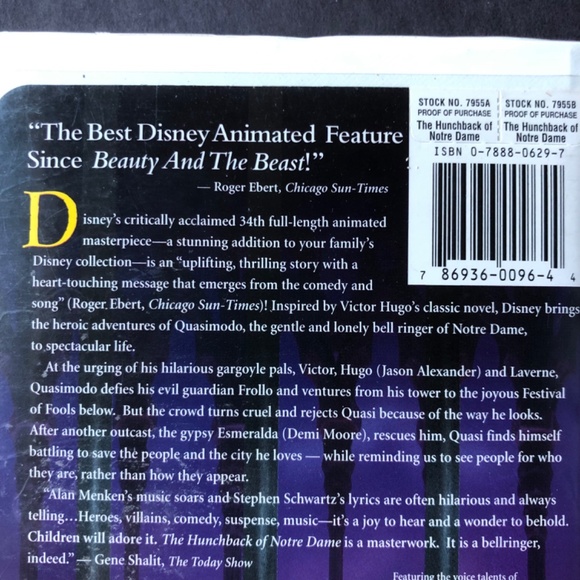 STOCK NO. 7955A STOCK NO. 7955B
PROOF OF PURCHASE PROOF OF PURCHASE
The Hunchback of The Hunchback of
Notre Dame Notre Dame
ISBN 0-7888-0629-7
7 86936-0096-4 4
“The Best Disney Animated Feature
Since Beauty And The Beast!”
— Roger Ebert, Chicago Sun-Times
Disney’s critically acclaimed 34th full-length animated
masterpiece—a stunning addition to your family’s
Disney collection—is an “uplifting, thrilling story with a
heart-touching message that emerges from the comedy and
song” (Roger Ebert, Chicago Sun-Times)! Inspired by Victor Hugo’s classic novel, Disney brings
the heroic adventures of Quasimodo, the gentle and lonely bell ringer of Notre Dame,
to spectacular life.
At the urging of his hilarious gargoyle pals, Victor, Hugo (Jason Alexander) and Laverne,
Quasimodo defies his evil guardian Frollo and ventures from his tower to the joyous Festival
of Fools below. But the crowd turns cruel and rejects Quasi because of the way he looks.
After another outcast, the gypsy Esmeralda (Demi Moore), rescues him, Quasi finds himself
battling to save the people and the city he loves — while reminding us to see people for who
they are, rather than how they appear.
“Alan Menken’s music soars and Stephen Schwartz’s lyrics are often hilarious and always
telling…Heroes, villains, comedy, suspense, music—it’s a joy to hear and a wonder to behold.
Children will adore it. The Hunchback of Notre Dame is a masterwork. It is a bellringer,
indeed.” — Gene Shalit, The Today Show
Featuring the voice talents of